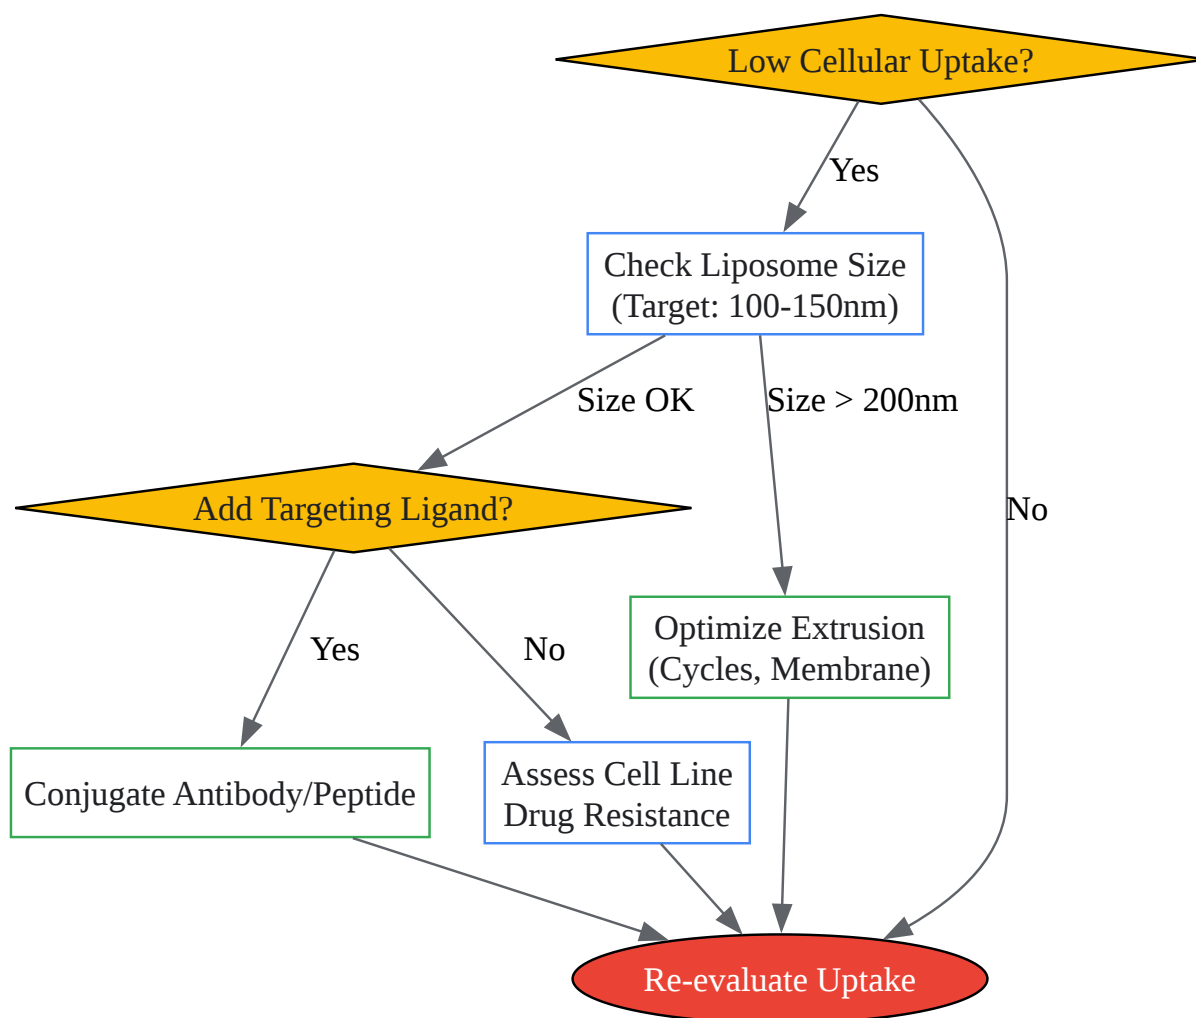 Low Cellular Uptake?
Yes
Check Liposome Size
(Target: 100-150nm)
Size OK
Size > 200nm
Add Targeting Ligand?
No
Optimize Extrusion
(Cycles, Membrane)
Yes
No
Conjugate Antibody/Peptide
Assess Cell Line
Drug Resistance
Re-evaluate Uptake